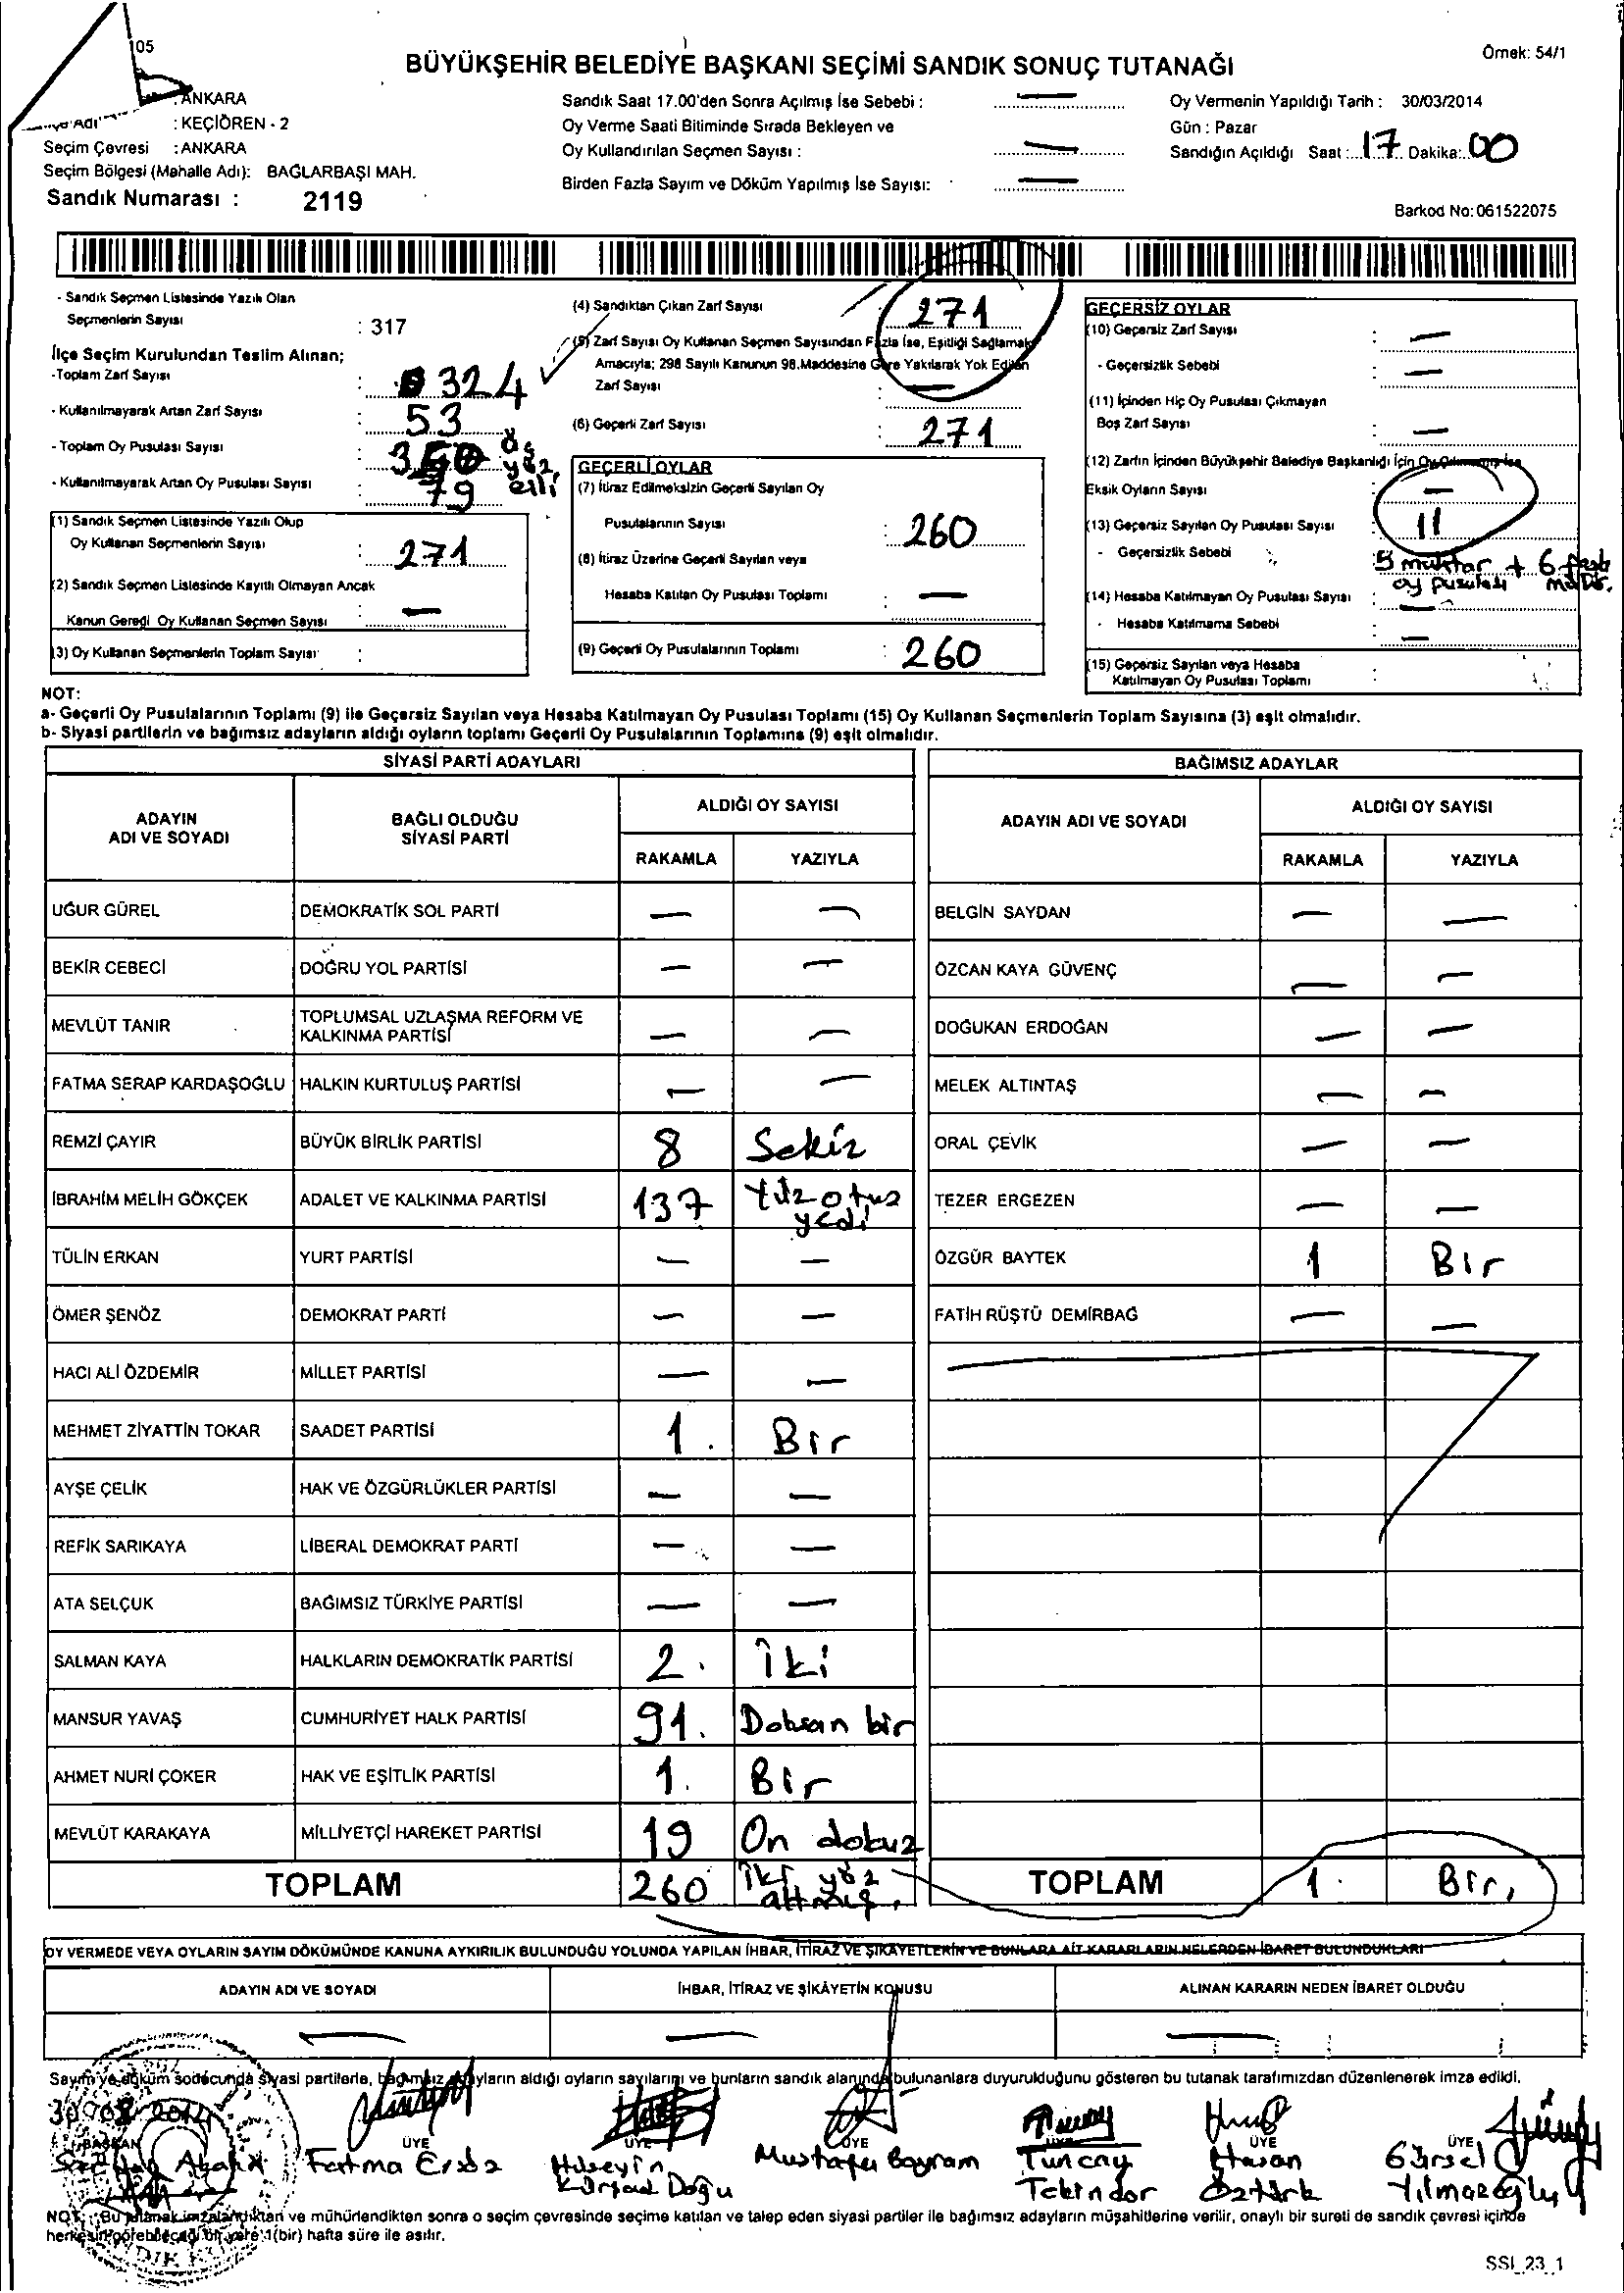 105
BÜYÜKŞEHİR BELEDİYE BAŞKANI SEÇİMİ SANDIK SONUÇ TUTANAĞI
Örnek: 54/1
: ANKARA
: KEÇİÖREN - 2
Seçim Çevresi : ANKARA
Seçim Bölgesi (Mahalle Adı): BAĞLARBAŞI MAH.
Sandık Numarası : 2119
Sandık Saat 17.00'den Sonra Açılmış İse Sebebi : —
Oy Verme Saati Bitiminde Sırada Bekleyen ve
Oy Kullandırılan Seçmen Sayısı : —
Birden Fazla Sayım ve Döküm Yapılmış İse Sayısı: —
Oy Vermenin Yapıldığı Tarih : 30/03/2014
Gün : Pazar
Sandığın Açıldığı Saat : 17 Dakika: 00
Barkod No: 061522075
- Sandık Seçmen Listesinde Yazılı Olan
Seçmenlerin Sayısı : 317
İlçe Seçim Kurulundan Teslim Alınan;
-Toplam Zarf Sayısı : 324
- Kullanılmayarak Artan Zarf Sayısı : 53
- Toplam Oy Pusulası Sayısı : 350 üç yüz elli
- Kullanılmayarak Artan Oy Pusulası Sayısı : 79
(1) Sandık Seçmen Listesinde Yazılı Olup
Oy Kullanan Seçmenlerin Sayısı : 271
(2) Sandık Seçmen Listesinde Kayıtlı Olmayan Ancak
Kanun Gereği Oy Kullanan Seçmen Sayısı : —
(3) Oy Kullanan Seçmenlerin Toplam Sayısı :
(4) Sandıktan Çıkan Zarf Sayısı : 271
(5) Zarf Sayısı Oy Kullanan Seçmen Sayısından Fazla İse, Eşitliği Sağlamak
Amacıyla; 298 Sayılı Kanunun 98.Maddesine Göre Yakılarak Yok Edilen
Zarf Sayısı —
(6) Geçerli Zarf Sayısı : 271
GEÇERLİ OYLAR
(7) İtiraz Edilmeksizin Geçerli Sayılan Oy
Pusulalarının Sayısı : 260
(8) İtiraz Üzerine Geçerli Sayılan veya
Hesaba Katılan Oy Pusulası Toplamı : —
(9) Geçerli Oy Pusulalarının Toplamı : 260
GEÇERSİZ OYLAR
(10) Geçersiz Zarf Sayısı : —
- Geçersizlik Sebebi : —
(11) İçinden Hiç Oy Pusulası Çıkmayan
Boş Zarf Sayısı : —
(12) Zarfın İçinden Büyükşehir Belediye Başkanlığı İçin Oy Çıkmamış İse
Eksik Oyların Sayısı —
(13) Geçersiz Sayılan Oy Pusulası Sayısı : 11
- Geçersizlik Sebebi : 5 muhtar + 6
oy pusulası
(14) Hesaba Katılmayan Oy Pusulası Sayısı : —
- Hesaba Katılmama Sebebi : —
(15) Geçersiz Sayılan veya Hesaba
Katılmayan Oy Pusulası Toplamı :
NOT:
a- Geçerli Oy Pusulalarının Toplamı (9) ile Geçersiz Sayılan veya Hesaba Katılmayan Oy Pusulası Toplamı (15) Oy Kullanan Seçmenlerin Toplam Sayısına (3) eşit olmalıdır.
b- Siyasi partilerin ve bağımsız adayların aldığı oyların toplamı Geçerli Oy Pusulalarının Toplamına (9) eşit olmalıdır.
SİYASİ PARTİ ADAYLARI
ADAYIN ADI VE SOYADI
BAĞLI OLDUĞU SİYASİ PARTİ
ALDIĞI OY SAYISI
RAKAMLA YAZIYLA
UĞUR GÜREL DEMOKRATİK SOL PARTİ — —
BEKİR CEBECİ DOĞRU YOL PARTİSİ — —
MEVLÜT TANIR TOPLUMSAL UZLAŞMA REFORM VE KALKINMA PARTİSİ — —
FATMA SERAP KARDAŞOĞLU HALKIN KURTULUŞ PARTİSİ — —
REMZİ ÇAYIR BÜYÜK BİRLİK PARTİSİ 8 Sekiz
İBRAHİM MELİH GÖKÇEK ADALET VE KALKINMA PARTİSİ 137 Yüz otuz yedi
TÜLİN ERKAN YURT PARTİSİ — —
ÖMER ŞENÖZ DEMOKRAT PARTİ — —
HACI ALİ ÖZDEMİR MİLLET PARTİSİ — —
MEHMET ZİYATTİN TOKAR SAADET PARTİSİ 1. Bir
AYŞE ÇELİK HAK VE ÖZGÜRLÜKLER PARTİSİ — —
REFİK SARIKAYA LİBERAL DEMOKRAT PARTİ — —
ATA SELÇUK BAĞIMSIZ TÜRKİYE PARTİSİ — —
SALMAN KAYA HALKLARIN DEMOKRATİK PARTİSİ 2. İki
MANSUR YAVAŞ CUMHURİYET HALK PARTİSİ 91. Doksan bir
AHMET NURİ ÇOKER HAK VE EŞİTLİK PARTİSİ 1. Bir
MEVLÜT KARAKAYA MİLLİYETÇİ HAREKET PARTİSİ 19 On dokuz
TOPLAM 260 İki yüz altmış.
BAĞIMSIZ ADAYLAR
ADAYIN ADI VE SOYADI
ALDIĞI OY SAYISI
RAKAMLA YAZIYLA
BELGİN SAYDAN — —
ÖZCAN KAYA GÜVENÇ — —
DOĞUKAN ERDOĞAN — —
MELEK ALTINTAŞ — —
ORAL ÇEVİK — —
TEZER ERGEZEN — —
ÖZGÜR BAYTEK 1 Bir
FATİH RÜŞTÜ DEMİRBAĞ — —
TOPLAM 1. Bir,
OY VERMEDE VEYA OYLARIN SAYIM DÖKÜMÜNDE KANUNA AYKIRILIK BULUNDUĞU YOLUNDA YAPILAN İHBAR, İTİRAZ VE ŞİKAYETLERİN VE BUNLARA AİT KARARLARIN NELERDEN İBARET BULUNDUKLARI
ADAYIN ADI VE SOYADI İHBAR, İTİRAZ VE ŞİKÂYETİN KONUSU ALINAN KARARIN NEDEN İBARET OLDUĞU
— — —
Sayım ve döküm sonucunda siyasi partilerle, bağımsız adayların aldığı oyların sayılarını ve bunların sandık alanında bulunanlara duyurulduğunu gösteren bu tutanak tarafımızdan düzenlenerek imza edildi.
BAŞKAN ÜYE ÜYE ÜYE ÜYE ÜYE ÜYE
Fatma
Hüseyin Kürşad Doğu
Mustafa Bayram
Tuncay Tekindor
Hasan Öztürk
Gürsel Yılmazoğlu
NOT : Bu tutanak imzalandıktan ve mühürlendikten sonra o seçim çevresinde seçime katılan ve talep eden siyasi partiler ile bağımsız adayların müşahitlerine verilir, onaylı bir sureti de sandık çevresi içinde
herkesin görebileceği bir yere 1(bir) hafta süre ile asılır.
SSI_23_1